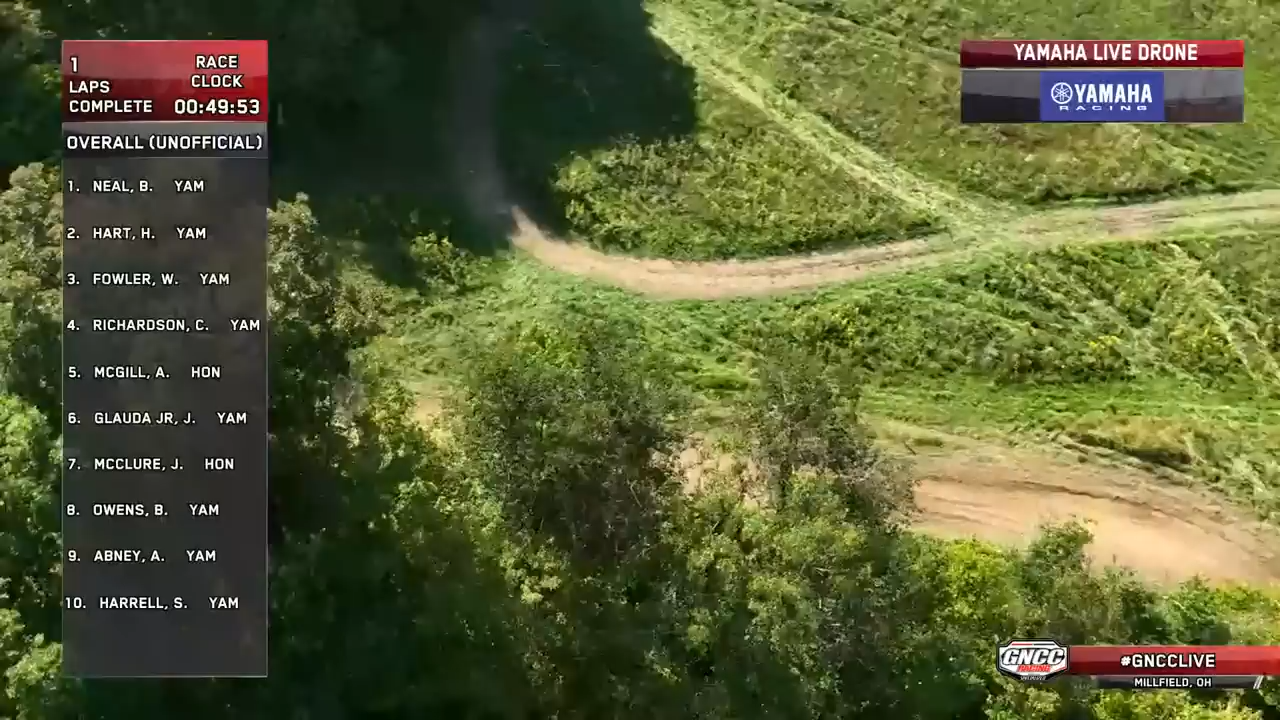 1
LAPS
COMPLETE
RACE
CLOCK
00:49:53
OVERALL (UNOFFICIAL)
1. NEAL, B. YAM
2. HART, H. YAM
3. FOWLER, W. YAM
4. RICHARDSON, C. YAM
5. MCGILL, A. HON
6. GLAUDA JR, J. YAM
7. MCCLURE, J. HON
8. OWENS, B. YAM
9. ABNEY, A. YAM
10. HARRELL, S. YAM
YAMAHA LIVE DRONE
YAMAHA
RACING
GNCC
RACING
#GNCCLIVE
MILLFIELD, OH